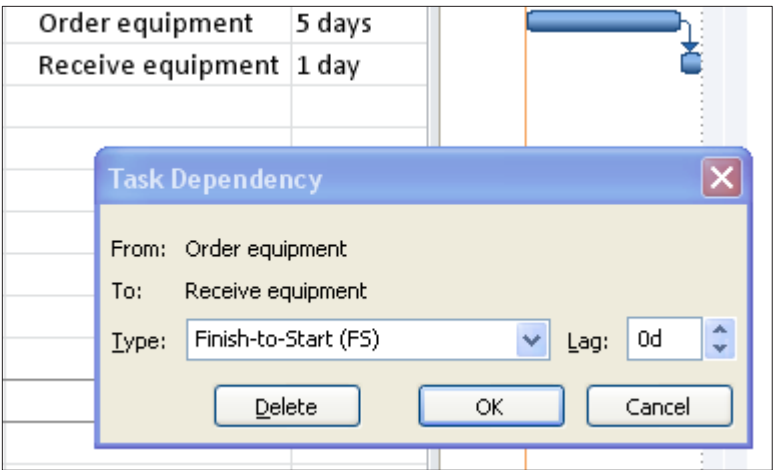 Order equipment 5 days
Receive equipment 1 day
Task Dependency
From: Order equipment
To: Receive equipment
Type: Finish-to-Start (FS) Lag: 0d
Delete OK Cancel